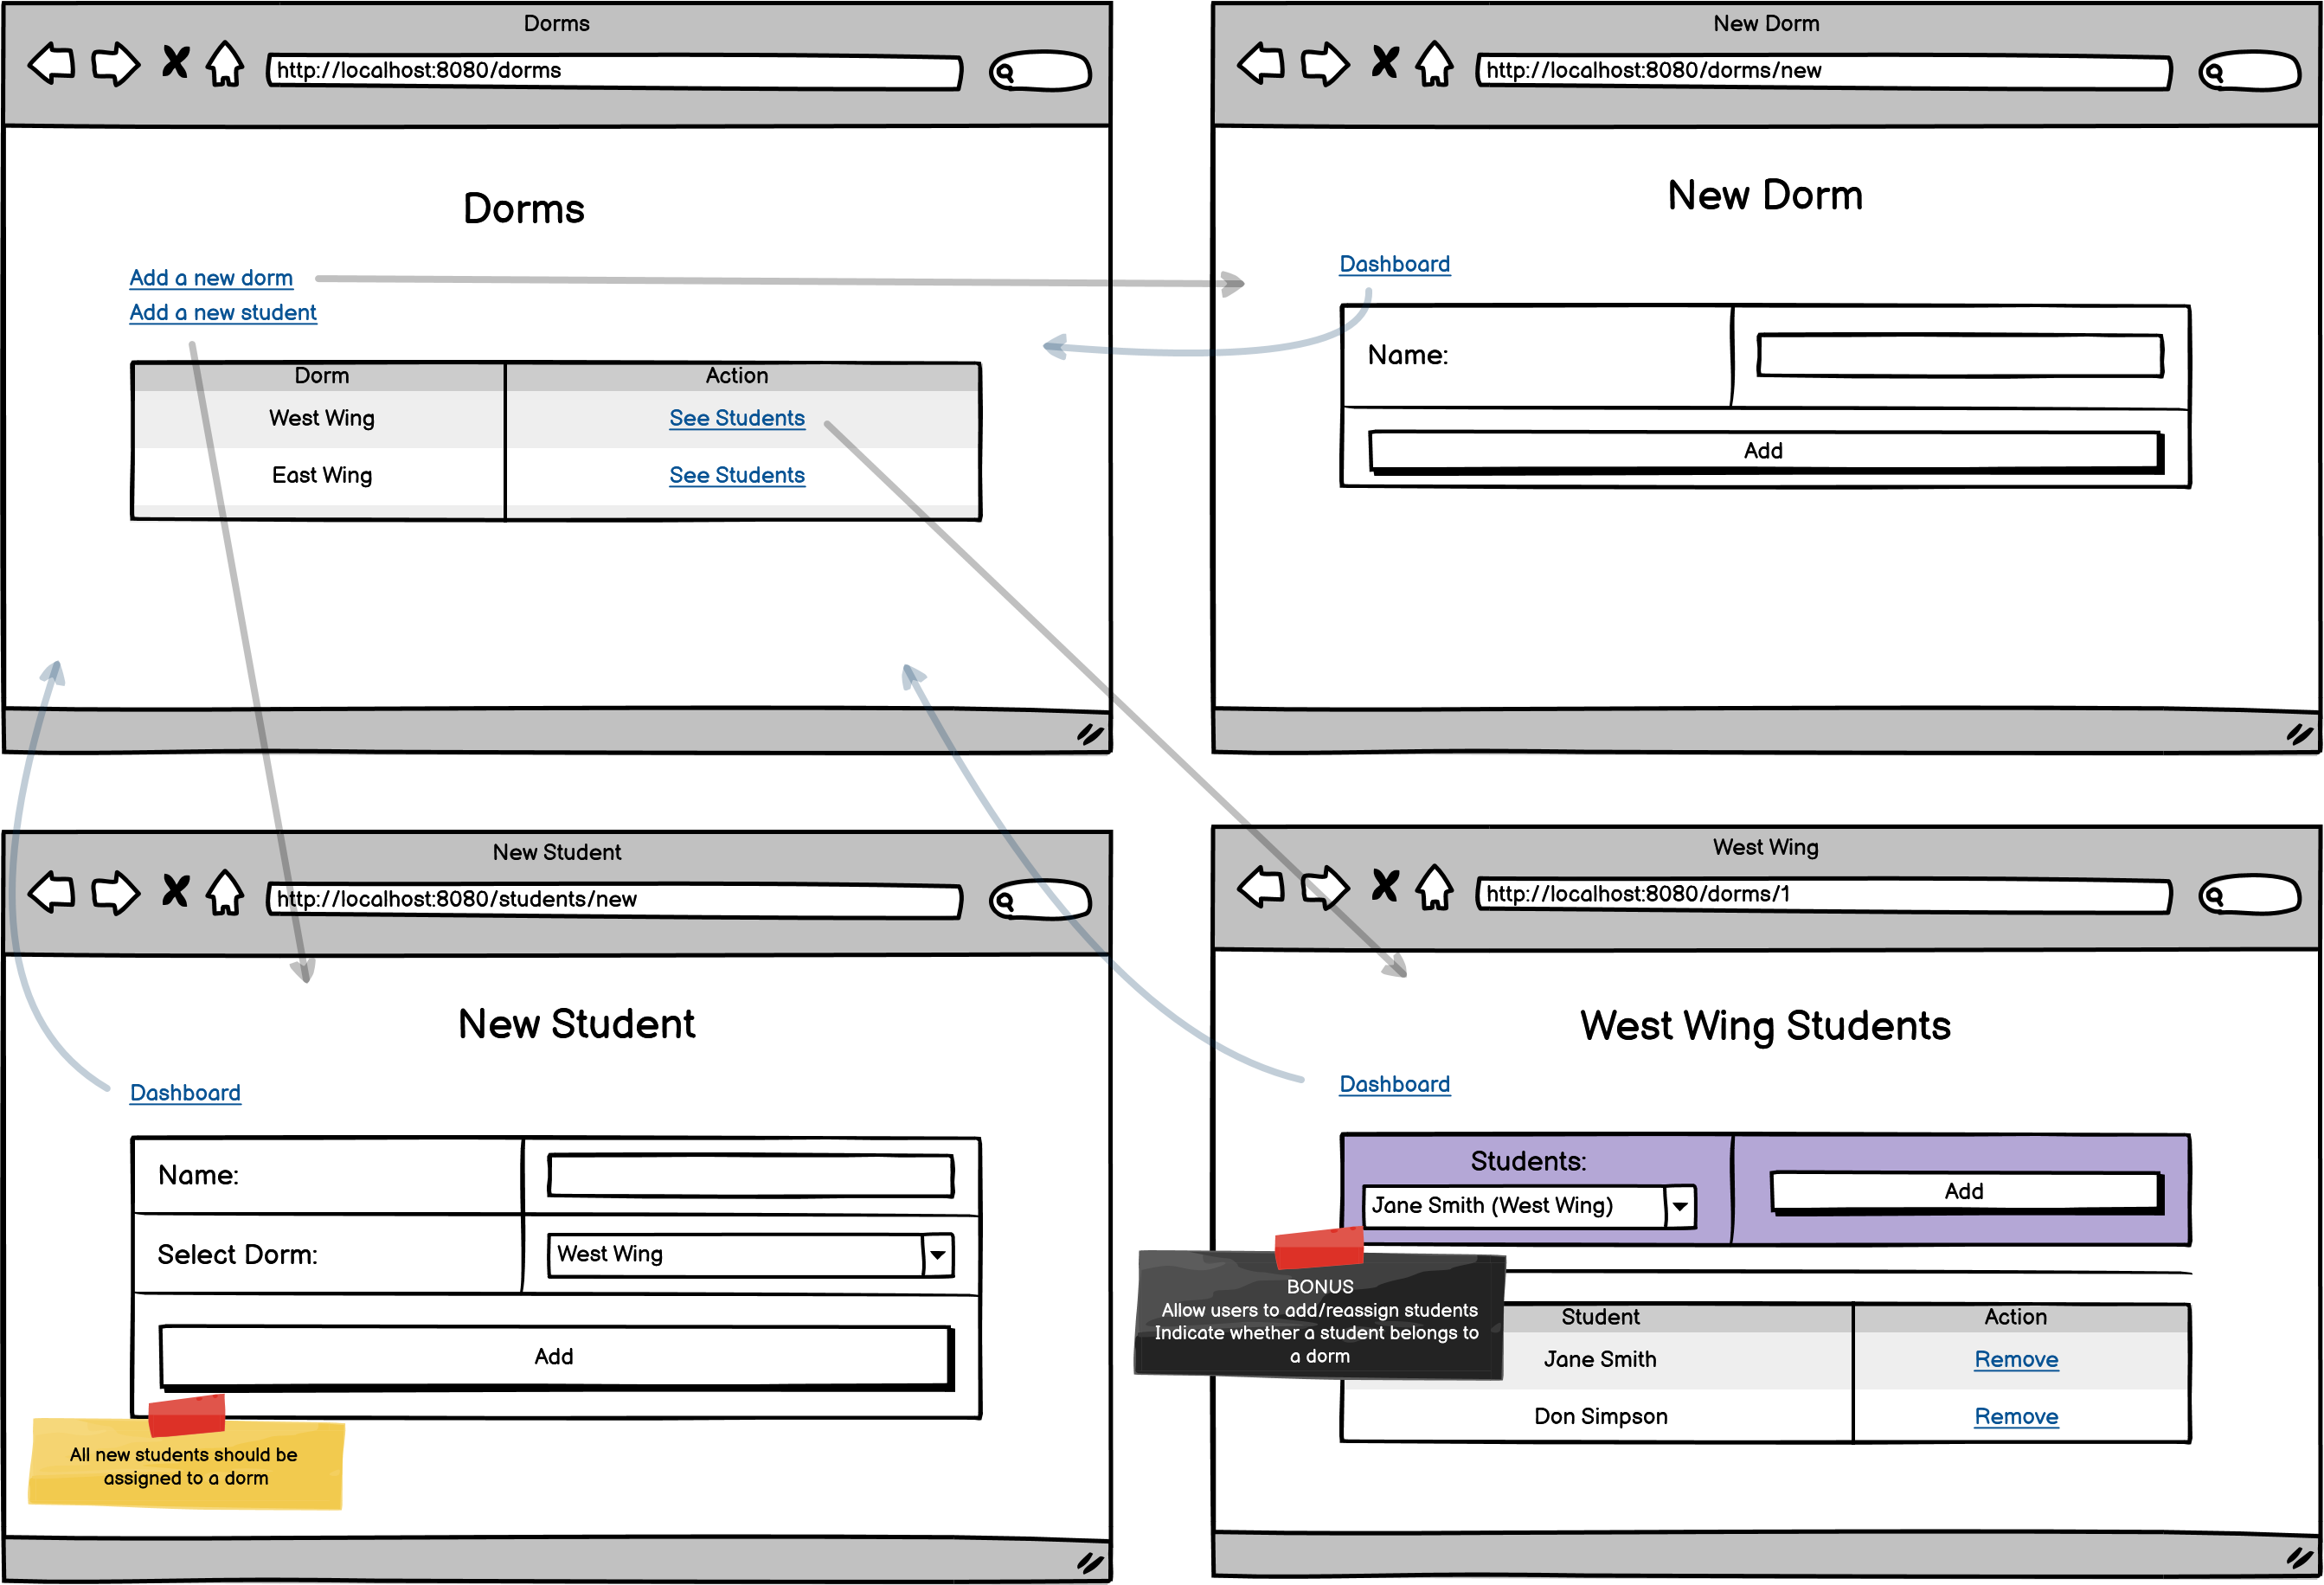 Dorms
http://localhost:8080/dorms
Dorms
Add a new dorm
Add a new student
Dorm Action
West Wing See Students
East Wing See Students
New Dorm
http://localhost:8080/dorms/new
New Dorm
Dashboard
Name:
Add
New Student
http://localhost:8080/students/new
New Student
Dashboard
Name:
Select Dorm: West Wing
Add
All new students should be
assigned to a dorm
West Wing
http://localhost:8080/dorms/1
West Wing Students
Dashboard
Students:
Jane Smith (West Wing) Add
BONUS
Allow users to add/reassign students
Indicate whether a student belongs to
a dorm
Student Action
Jane Smith Remove
Don Simpson Remove